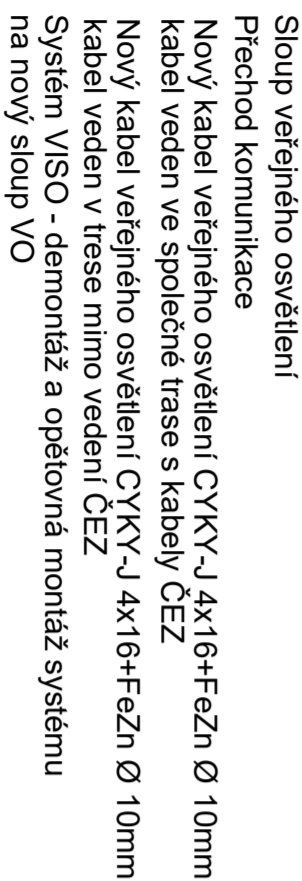 Sloup veřejného osvětlení
Přechod komunikace
Nový kabel veřejného osvětlení CYKY-J 4x16+FeZn Ø 10mm
kabel veden ve společné trase s kabely ČEZ
Nový kabel veřejného osvětlení CYKY-J 4x16+FeZn Ø 10mm
kabel veden v trese mimo vedení ČEZ
Systém VISO - demontáž a opětovná montáž systému
na nový sloup VO